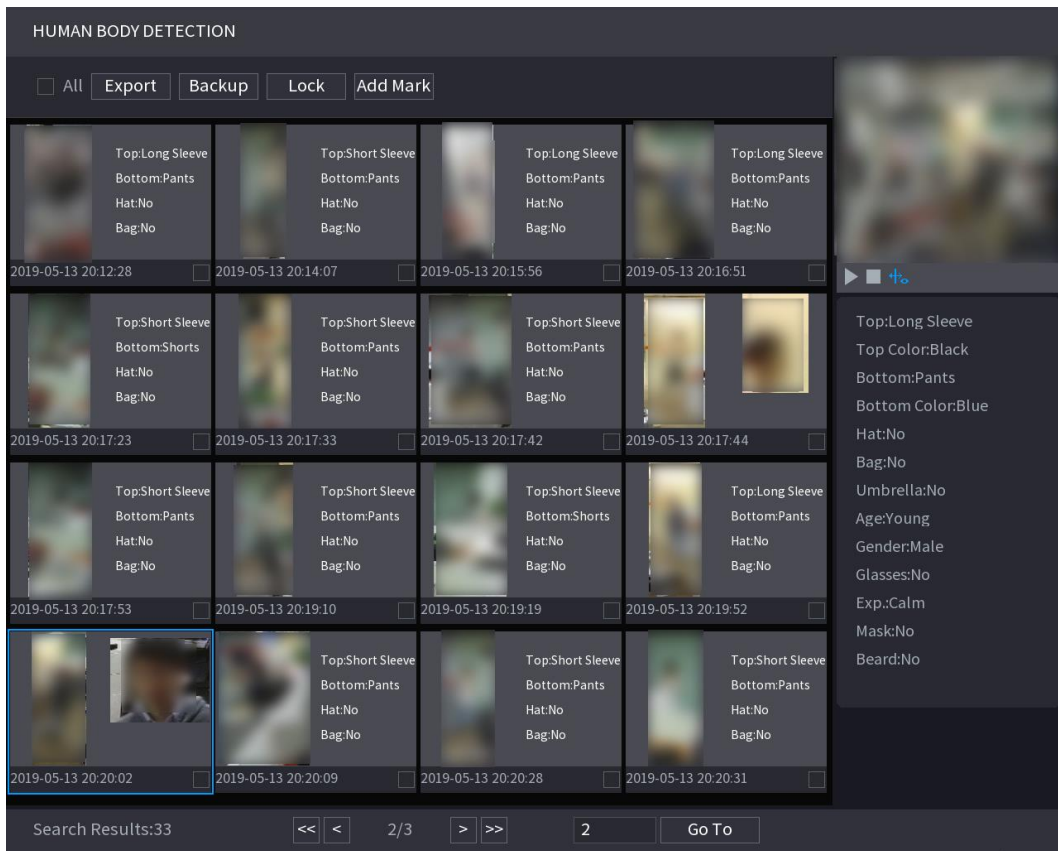 HUMAN BODY DETECTION
All Export Backup Lock Add Mark
Top:Long Sleeve
Bottom:Pants
Hat:No
Bag:No
2019-05-13 20:12:28
Top:Short Sleeve
Bottom:Pants
Hat:No
Bag:No
2019-05-13 20:14:07
Top:Long Sleeve
Bottom:Pants
Hat:No
Bag:No
2019-05-13 20:15:56
Top:Long Sleeve
Bottom:Pants
Hat:No
Bag:No
2019-05-13 20:16:51
Top:Short Sleeve
Bottom:Shorts
Hat:No
Bag:No
2019-05-13 20:17:23
Top:Short Sleeve
Bottom:Pants
Hat:No
Bag:No
2019-05-13 20:17:33
Top:Short Sleeve
Bottom:Pants
Hat:No
Bag:No
2019-05-13 20:17:42
2019-05-13 20:17:44
Top:Short Sleeve
Bottom:Pants
Hat:No
Bag:No
2019-05-13 20:17:53
Top:Short Sleeve
Bottom:Pants
Hat:No
Bag:No
2019-05-13 20:19:10
Top:Short Sleeve
Bottom:Shorts
Hat:No
Bag:No
2019-05-13 20:19:19
Top:Long Sleeve
Bottom:Pants
Hat:No
Bag:No
2019-05-13 20:19:52
2019-05-13 20:20:02
Top:Short Sleeve
Bottom:Pants
Hat:No
Bag:No
2019-05-13 20:20:09
Top:Short Sleeve
Bottom:Pants
Hat:No
Bag:No
2019-05-13 20:20:28
Top:Short Sleeve
Bottom:Pants
Hat:No
Bag:No
2019-05-13 20:20:31
Top:Long Sleeve
Top Color:Black
Bottom:Pants
Bottom Color:Blue
Hat:No
Bag:No
Umbrella:No
Age:Young
Gender:Male
Glasses:No
Exp.:Calm
Mask:No
Beard:No
Search Results:33 << < 2/3 > >> 2 Go To